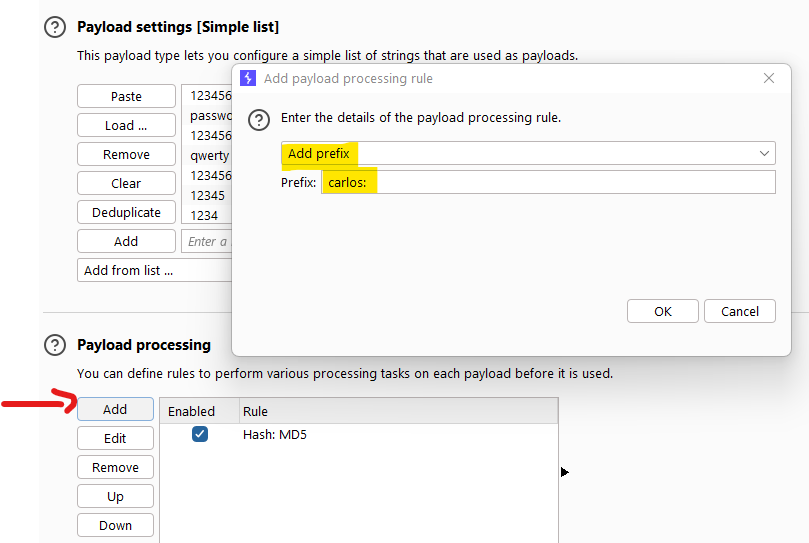 Payload settings [Simple list]
This payload type lets you configure a simple list of strings that are used as payloads.
Add payload processing rule
Enter the details of the payload processing rule.
Add prefix
Prefix: carlos:
OK
Cancel
Paste
Load ...
Remove
Clear
Deduplicate
Add
Add from list ...
123456
passwo
123456
qwerty
123456
12345
1234
Enter a
Payload processing
You can define rules to perform various processing tasks on each payload before it is used.
Add
Edit
Remove
Up
Down
Enabled Rule
Hash: MD5